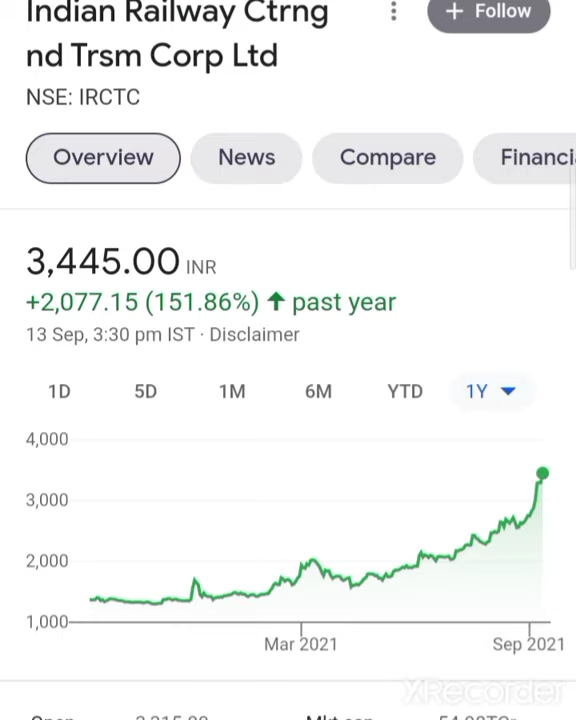 Indian Railway Ctrng
nd Trsm Corp Ltd
+ Follow
NSE: IRCTC
Overview
News
Compare
3,445.00 INR
+2,077.15 (151.86%) ↑ past year
13 Sep, 3:30 pm IST · Disclaimer
1D 5D 1M 6M YTD 1Y
4,000
3,000
2,000
1,000
Mar 2021
Sep 2021
XRecorder